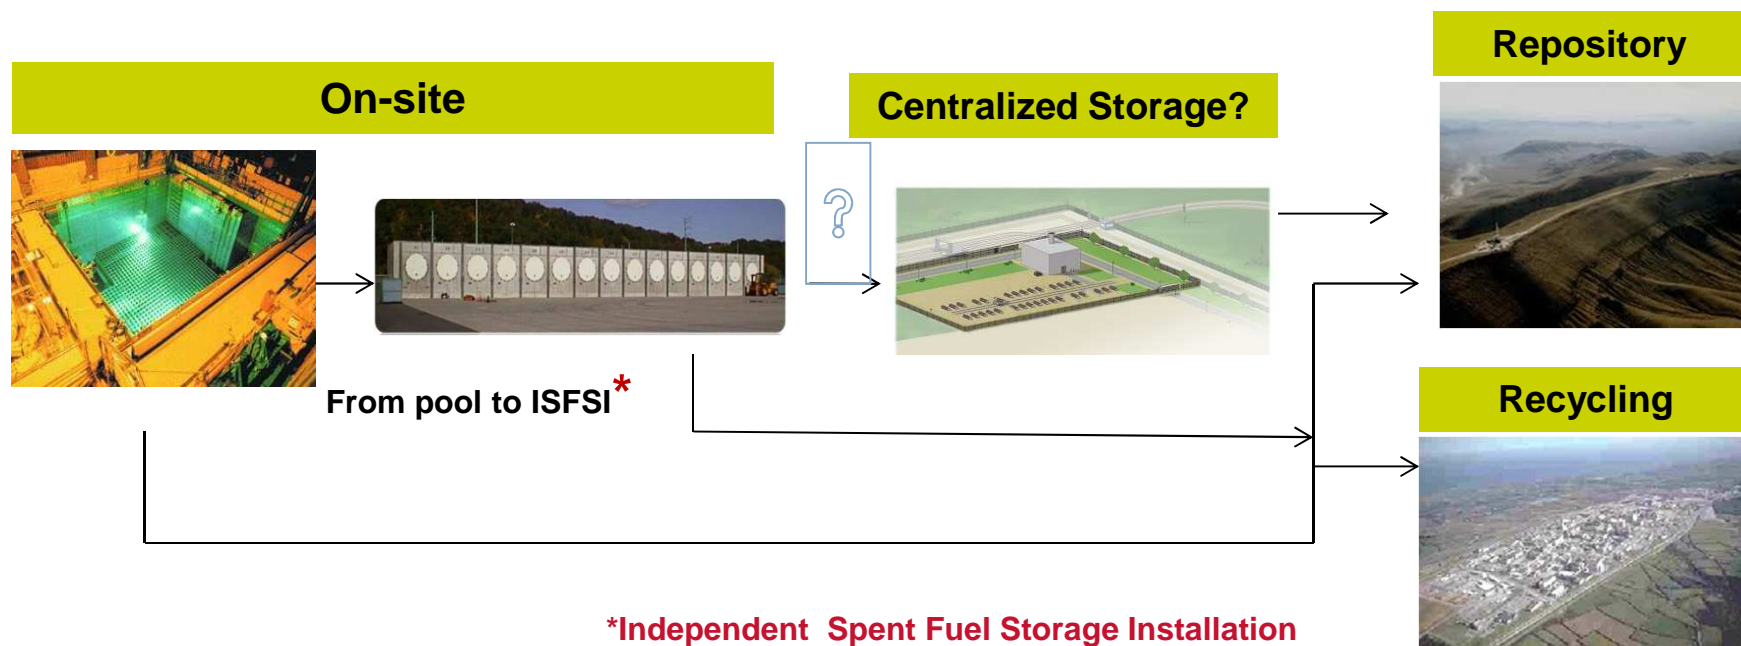 Repository
On-site
Centralized Storage?
?
From pool to ISFSI*
Recycling
*Independent  Spent Fuel Storage Installation